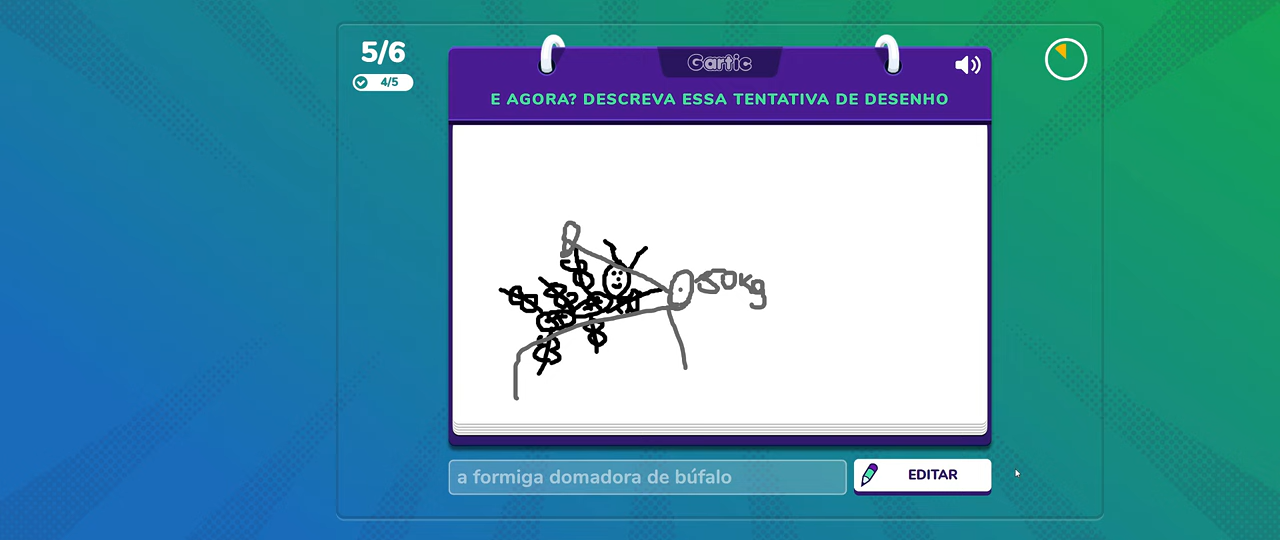 5/6
4/5
Gartic
E AGORA? DESCREVA ESSA TENTATIVA DE DESENHO
50kg
a formiga domadora de búfalo
EDITAR